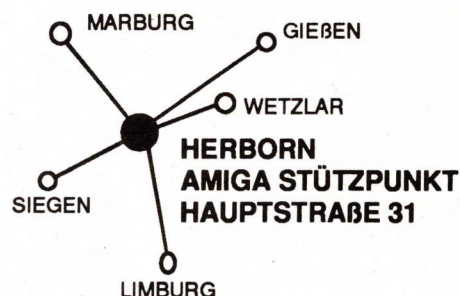 MARBURG
GIEßEN
WETZLAR
HERBORN
AMIGA STÜTZPUNKT
HAUPTSTRAßE 31
SIEGEN
LIMBURG